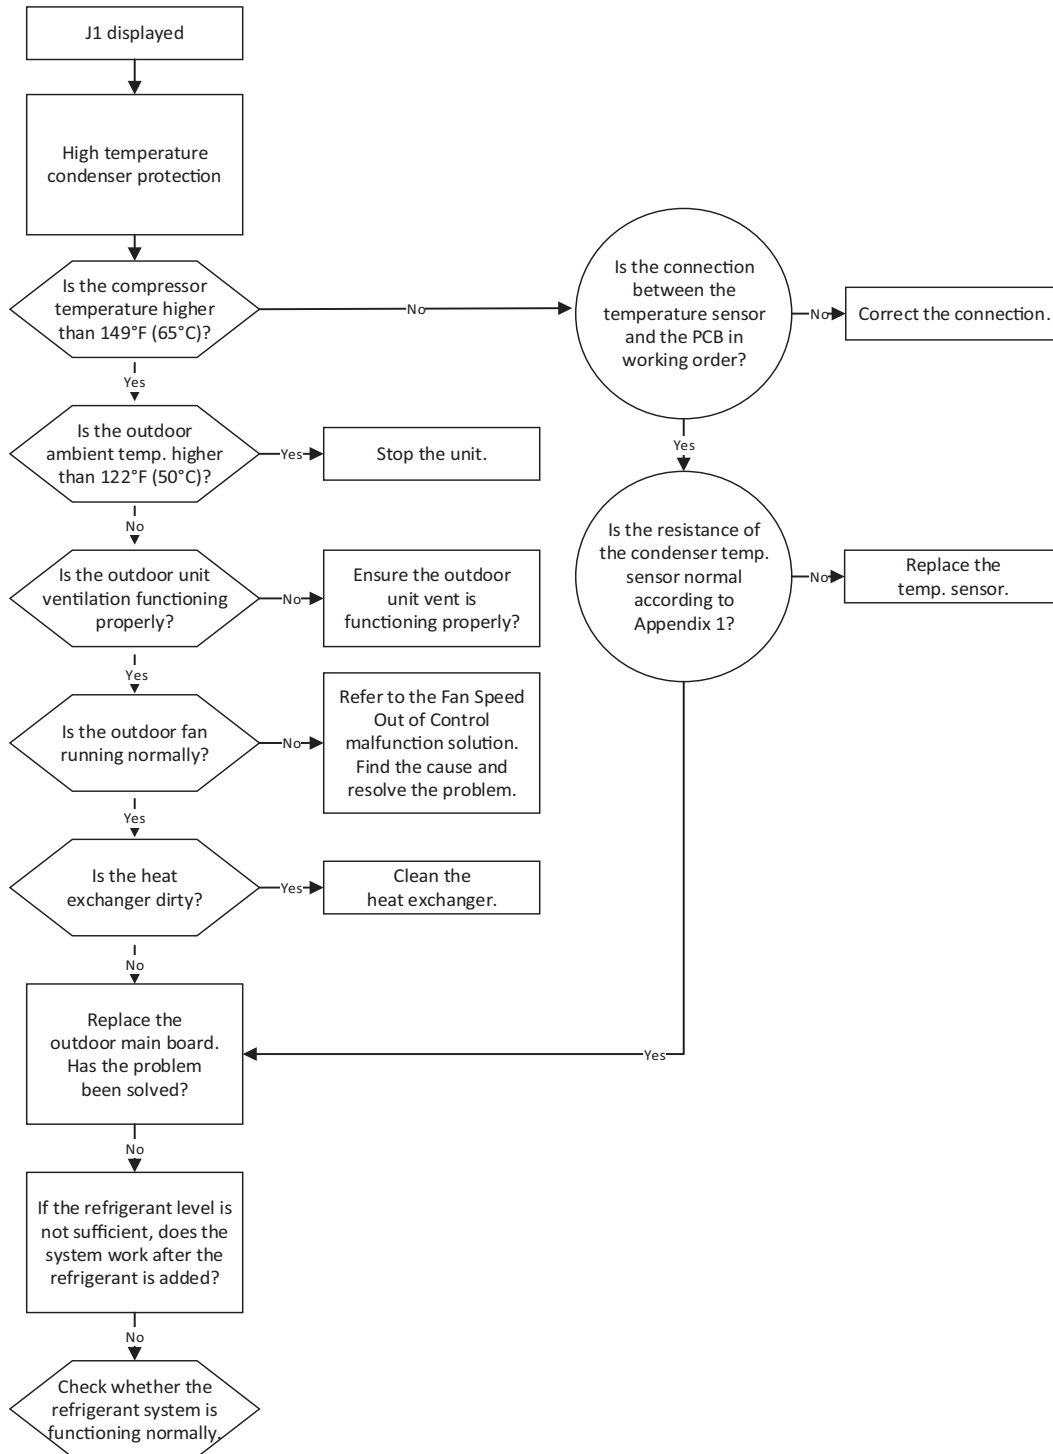 J1 displayed
High temperature
condenser protection
Is the compressor
temperature higher
than 149°F (65°C)?
No
Is the connection
between the
temperature sensor
and the PCB in
working order?
No
Correct the connection.
Yes
Is the outdoor
ambient temp. higher
than 122°F (50°C)?
Yes
Stop the unit.
Yes
Is the resistance of
the condenser temp.
sensor normal
according to
Appendix 1?
No
Replace the
temp. sensor.
No
Is the outdoor unit
ventilation functioning
properly?
No
Ensure the outdoor
unit vent is
functioning properly?
Yes
Is the outdoor fan
running normally?
No
Refer to the Fan Speed
Out of Control
malfunction solution.
Find the cause and
resolve the problem.
Yes
Is the heat
exchanger dirty?
Yes
Clean the
heat exchanger.
No
Replace the
outdoor main board.
Has the problem
been solved?
Yes
No
If the refrigerant level is
not sufficient, does the
system work after the
refrigerant is added?
No
Check whether the
refrigerant system is
functioning normally.